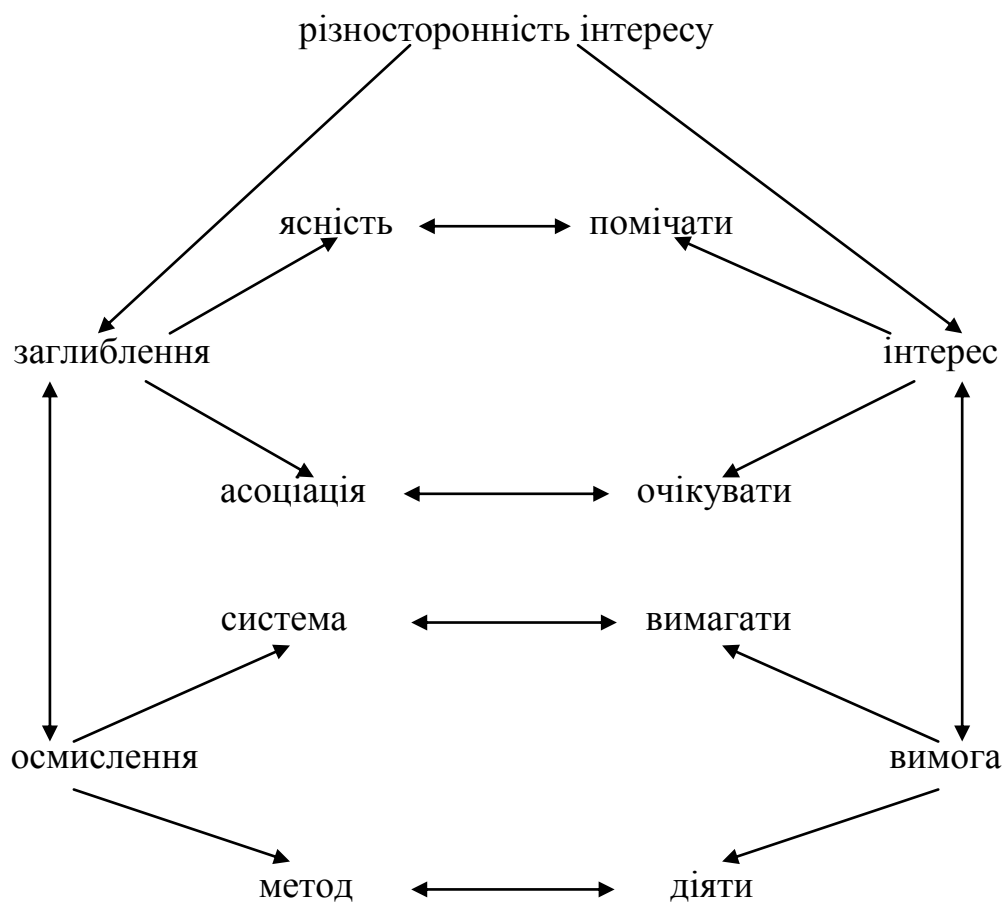 різносторонність інтересу
ясність помічати
заглиблення інтерес
асоціація очікувати
система вимагати
осмислення вимога
метод діяти